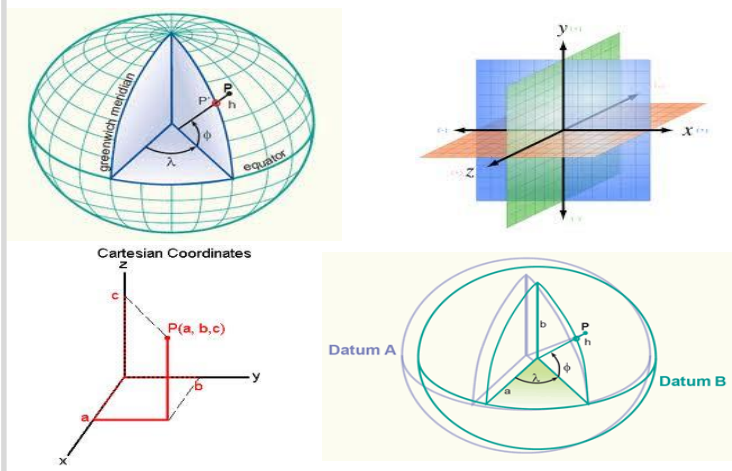 greenwich meridian
P
P'
h
ϕ
λ
equator
y (+)
(-)
x (+)
(+) z
(-)
(-)
Cartesian Coordinates
z
c
P(a, b,c)
b
y
a
x
Datum A
b
P
h
ϕ
λ
a
Datum B